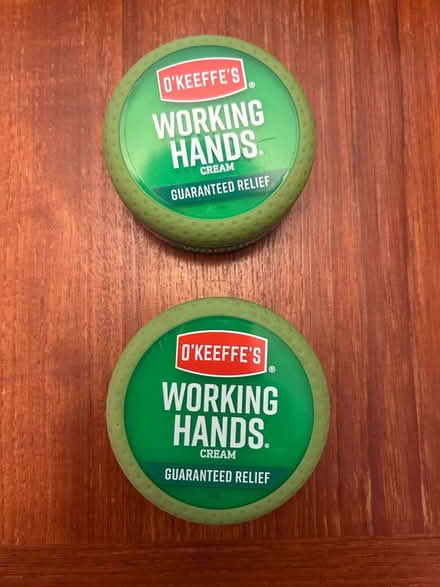 O'KEEFFE'S®
WORKING
HANDS®
CREAM
GUARANTEED RELIEF
O'KEEFFE'S®
WORKING
HANDS®
CREAM
GUARANTEED RELIEF